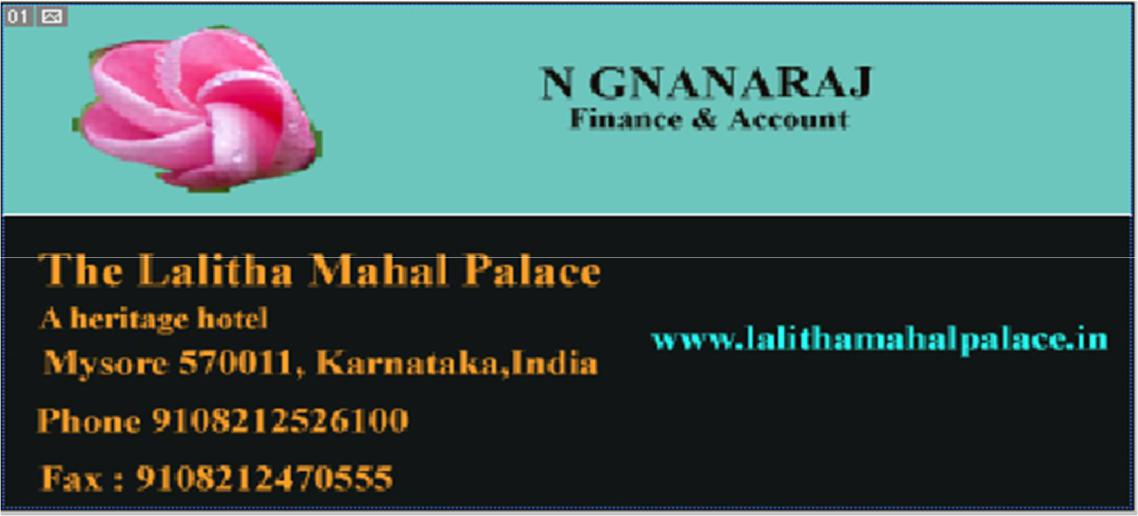 01
N GNANARAJ
Finance & Account
The Lalitha Mahal Palace
A heritage hotel
Mysore 570011, Karnataka,India
www.lalithamahalpalace.in
Phone 9108212526100
Fax : 9108212470555